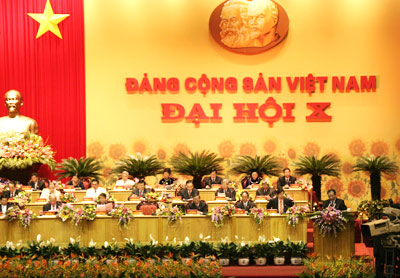 ĐẢNG CỘNG SẢN VIỆT NAM
ĐẠI HỘI X